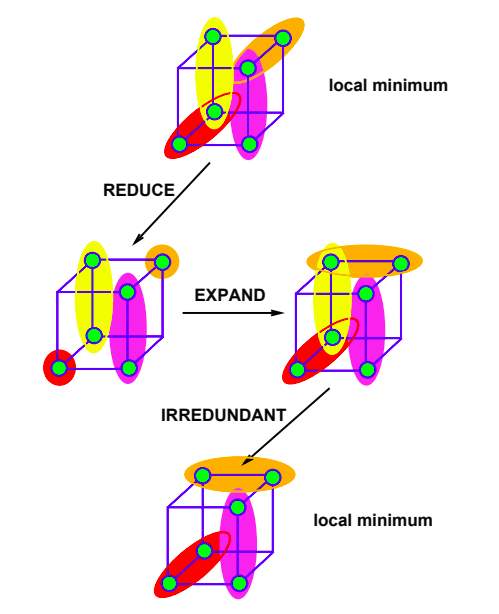 local minimum
REDUCE
EXPAND
IRREDUNDANT
local minimum